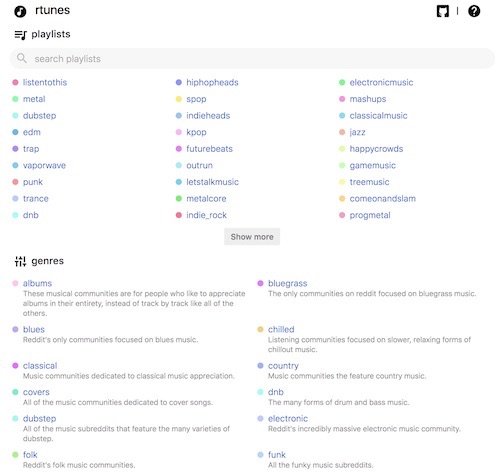 rtunes
|
playlists
search playlists
listentothis hiphopheads electronicmusic
metal spop mashups
dubstep indieheads classicalmusic
edm kpop jazz
trap futurebeats happycrowds
vaporwave outrun gamemusic
punk letstalkmusic treemusic
trance metalcore comeonandslam
dnb indie_rock progmetal
Show more
genres
albums
These musical communities are for people who like to appreciate
albums in their entirety, instead of track by track like all of the
others.
bluegrass
The only communities on reddit focused on bluegrass music.
blues
Reddit's only communities focused on blues music.
chilled
Listening communities focused on slower, relaxing forms of
chillout music.
classical
Music communities dedicated to classical music appreciation.
country
Music communities the feature country music.
covers
All of the music communities dedicated to cover songs.
dnb
The many forms of drum and bass music.
dubstep
All of the music subreddits that feature the many varieties of
dubstep.
electronic
Reddit's incredibly massive electronic music community.
folk
Reddit's folk music communities.
funk
All the funky music subreddits.